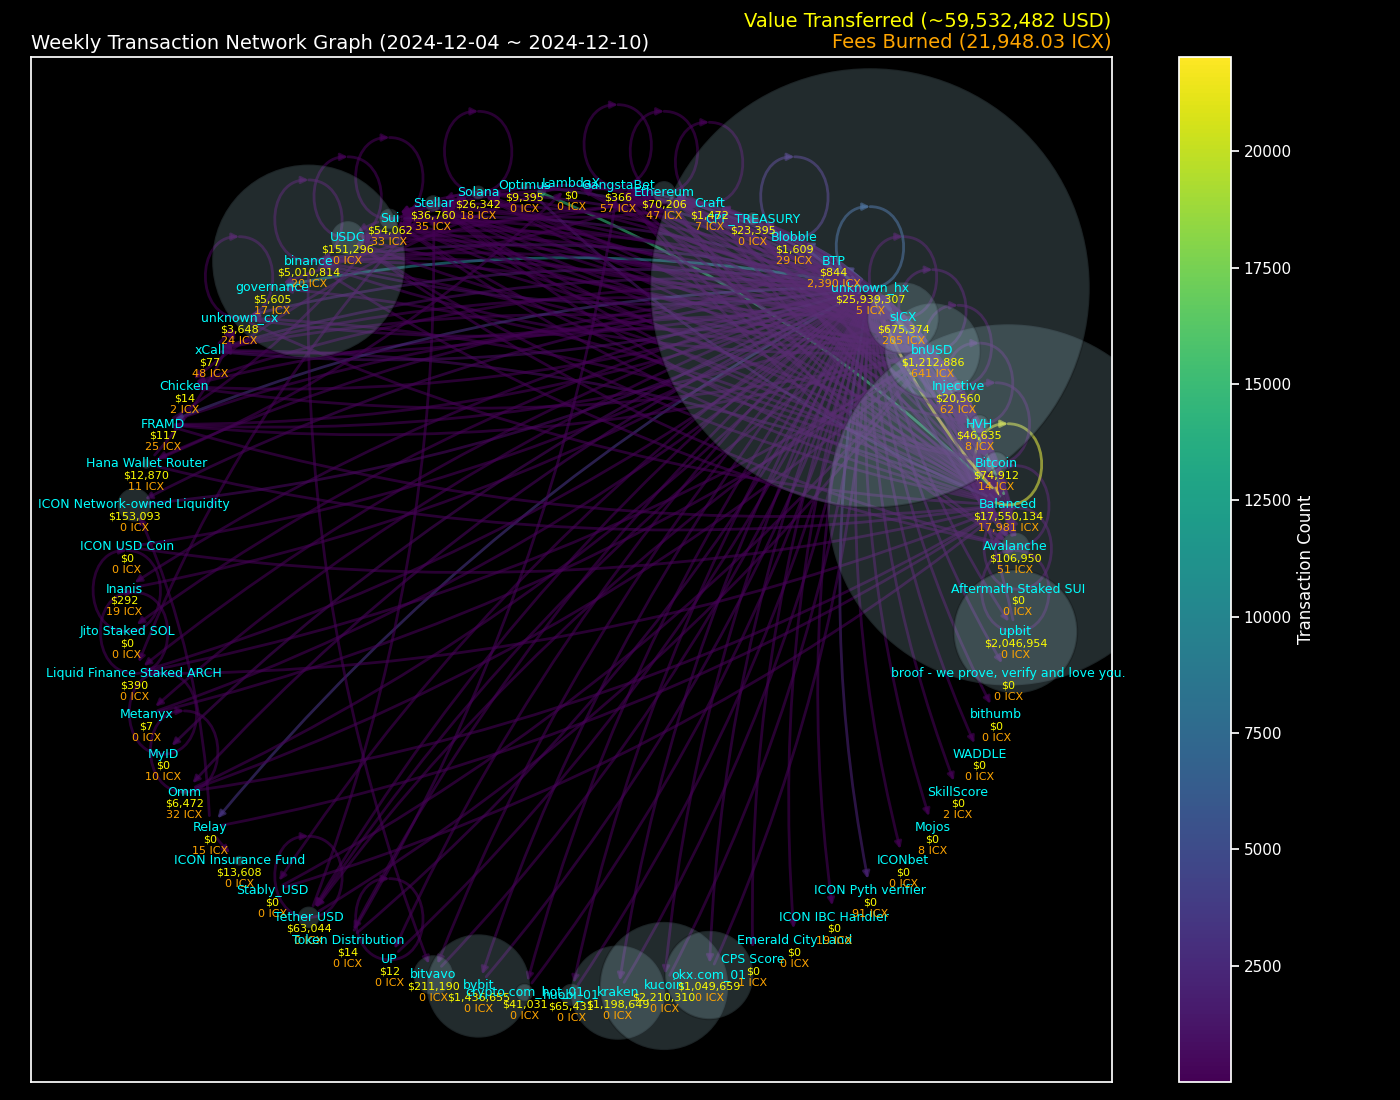 Value Transferred (~59,532,482 USD)
Weekly Transaction Network Graph (2024-12-04 ~ 2024-12-10)
Fees Burned (21,948.03 ICX)
LambdaX
$0
0 ICX
Optimus
$9,395
0 ICX
GangstaBet
$366
57 ICX
Solana
$26,342
18 ICX
Ethereum
$70,206
47 ICX
Stellar
$36,760
35 ICX
Craft
$1,472
7 ICX
Sui
$54,062
33 ICX
TREASURY
$23,395
0 ICX
USDC
$151,296
0 ICX
Blobble
$1,609
29 ICX
binance
$5,010,814
20 ICX
BTP
$844
2,390 ICX
governance
$5,605
17 ICX
unknown_hx
$25,939,307
5 ICX
unknown_cx
$3,648
24 ICX
sICX
$675,374
265 ICX
xCall
$77
48 ICX
bnUSD
$1,212,886
641 ICX
Chicken
$14
2 ICX
Injective
$20,560
62 ICX
FRAMD
$117
25 ICX
HVH
$46,635
8 ICX
Hana Wallet Router
$12,870
11 ICX
Bitcoin
$74,912
14 ICX
ICON Network-owned Liquidity
$153,093
0 ICX
Balanced
$17,550,134
17,981 ICX
ICON USD Coin
$0
0 ICX
Avalanche
$106,950
51 ICX
Inanis
$292
19 ICX
Aftermath Staked SUI
$0
0 ICX
Jito Staked SOL
$0
0 ICX
upbit
$2,046,954
0 ICX
Liquid Finance Staked ARCH
$390
0 ICX
broof - we prove, verify and love you.
$0
0 ICX
Metanyx
$7
0 ICX
bithumb
$0
0 ICX
MyID
$0
10 ICX
WADDLE
$0
0 ICX
Omm
$6,472
32 ICX
SkillScore
$0
2 ICX
Relay
$0
15 ICX
Mojos
$0
8 ICX
ICON Insurance Fund
$13,608
0 ICX
ICONbet
$0
0 ICX
Stably_USD
$0
0 ICX
ICON Pyth verifier
$0
91 ICX
Tether USD
$63,044
ICON IBC Handler
$0
Token Distribution
$14
0 ICX
Emerald City Land
$0
0 ICX
UP
$12
0 ICX
CPS Score
$0
1 ICX
bitvavo
$211,190
0 ICX
okx.com_01
$1,049,659
0 ICX
bybit
$1,436,655
0 ICX
kucoin
$2,210,310
0 ICX
crypto-com_hot_01
$41,031
0 ICX
huobi-01
$65,431
0 ICX
kraken
$1,198,649
0 ICX
20000
17500
15000
12500
10000
7500
5000
2500
Transaction Count